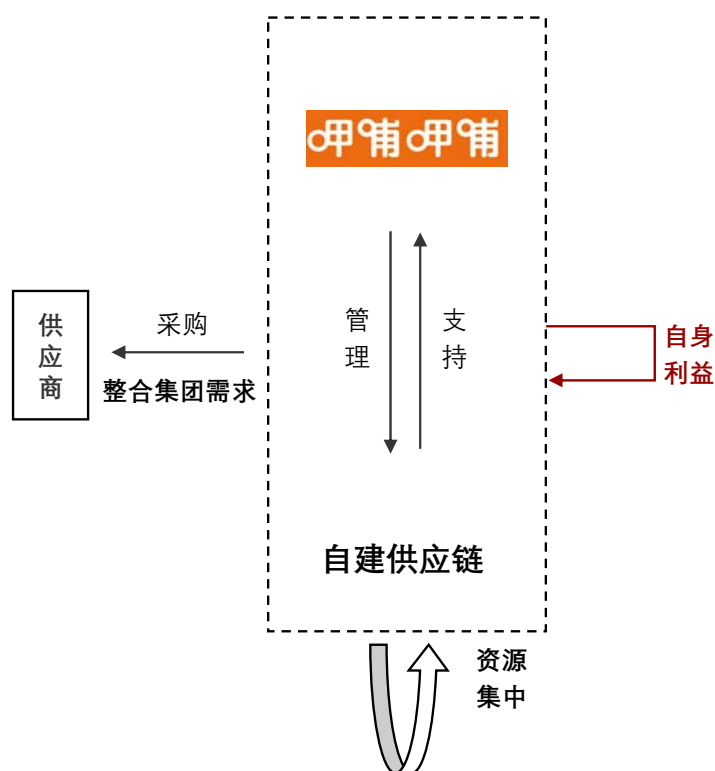 呷哺呷哺
供
应
商
采购
整合集团需求
管
理
支
持
自身
利益
自建供应链
资源
集中